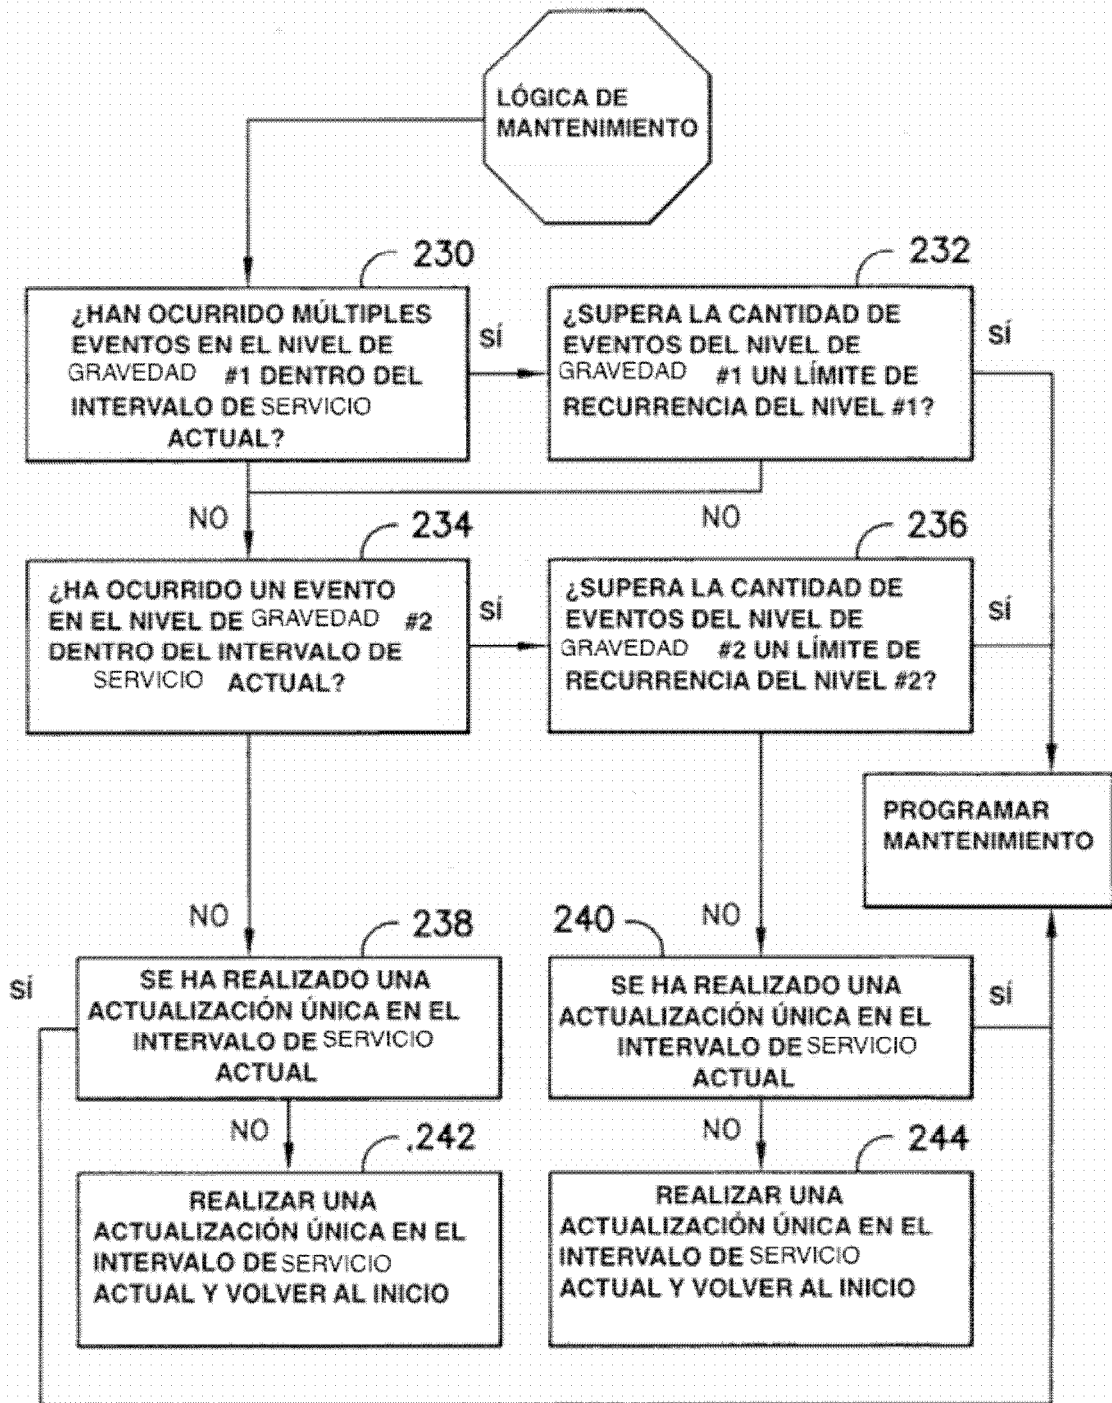 LÓGICA DE
MANTENIMIENTO
230
¿HAN OCURRIDO MÚLTIPLES
EVENTOS EN EL NIVEL DE
GRAVEDAD #1 DENTRO DEL
INTERVALO DE SERVICIO
ACTUAL?
SÍ
232
¿SUPERA LA CANTIDAD DE
EVENTOS DEL NIVEL DE
GRAVEDAD #1 UN LÍMITE DE
RECURRENCIA DEL NIVEL #1?
SÍ
NO
NO
234
¿HA OCURRIDO UN EVENTO
EN EL NIVEL DE GRAVEDAD #2
DENTRO DEL INTERVALO DE
SERVICIO ACTUAL?
SÍ
236
¿SUPERA LA CANTIDAD DE
EVENTOS DEL NIVEL DE
GRAVEDAD #2 UN LÍMITE DE
RECURRENCIA DEL NIVEL #2?
SÍ
PROGRAMAR
MANTENIMIENTO
NO
238
SE HA REALIZADO UNA
ACTUALIZACIÓN ÚNICA EN EL
INTERVALO DE SERVICIO
ACTUAL
SÍ
NO
240
SE HA REALIZADO UNA
ACTUALIZACIÓN ÚNICA EN EL
INTERVALO DE SERVICIO
ACTUAL
SÍ
NO
.242
REALIZAR UNA
ACTUALIZACIÓN ÚNICA EN EL
INTERVALO DE SERVICIO
ACTUAL Y VOLVER AL INICIO
NO
244
REALIZAR UNA
ACTUALIZACIÓN ÚNICA EN EL
INTERVALO DE SERVICIO
ACTUAL Y VOLVER AL INICIO